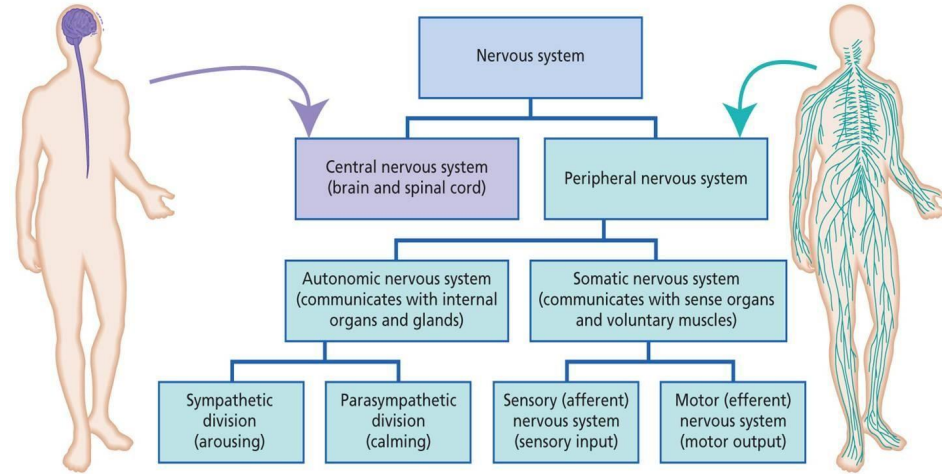 Nervous system
Central nervous system
(brain and spinal cord)
Peripheral nervous system
Autonomic nervous system
(communicates with internal
organs and glands)
Somatic nervous system
(communicates with sense organs
and voluntary muscles)
Sympathetic
division
(arousing)
Parasympathetic
division
(calming)
Sensory (afferent)
nervous system
(sensory input)
Motor (efferent)
nervous system
(motor output)